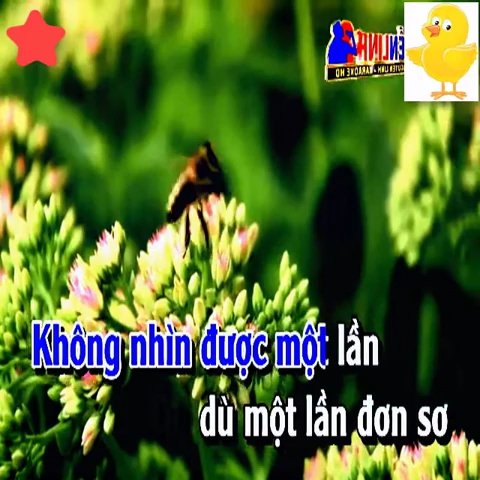 Không nhìn được một lần
dù một lần đơn sơ